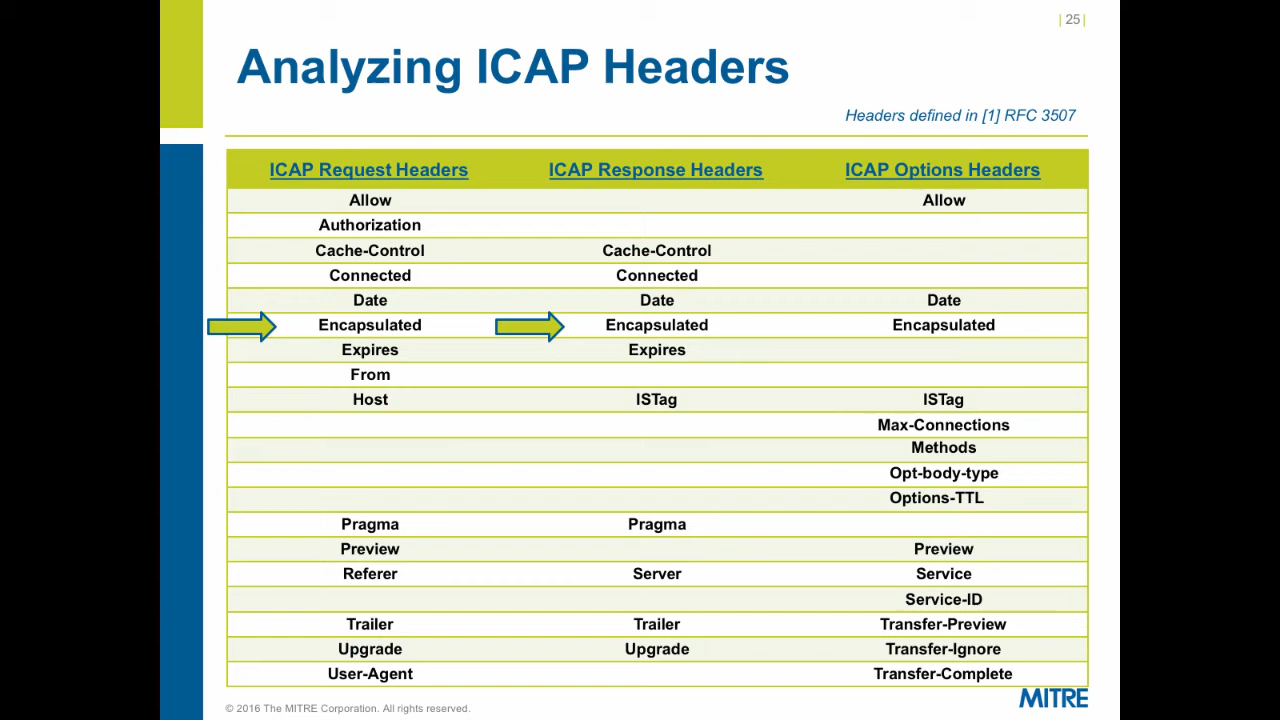 | 25 |
Analyzing ICAP Headers
Headers defined in [1] RFC 3507
ICAP Request Headers ICAP Response Headers ICAP Options Headers
Allow Allow
Authorization
Cache-Control Cache-Control
Connected Connected
Date Date Date
Encapsulated Encapsulated Encapsulated
Expires Expires
From
Host ISTag ISTag
Max-Connections
Methods
Opt-body-type
Options-TTL
Pragma Pragma
Preview Preview
Referer Server Service
Service-ID
Trailer Trailer Transfer-Preview
Upgrade Upgrade Transfer-Ignore
User-Agent Transfer-Complete
MITRE
© 2016 The MITRE Corporation. All rights reserved.